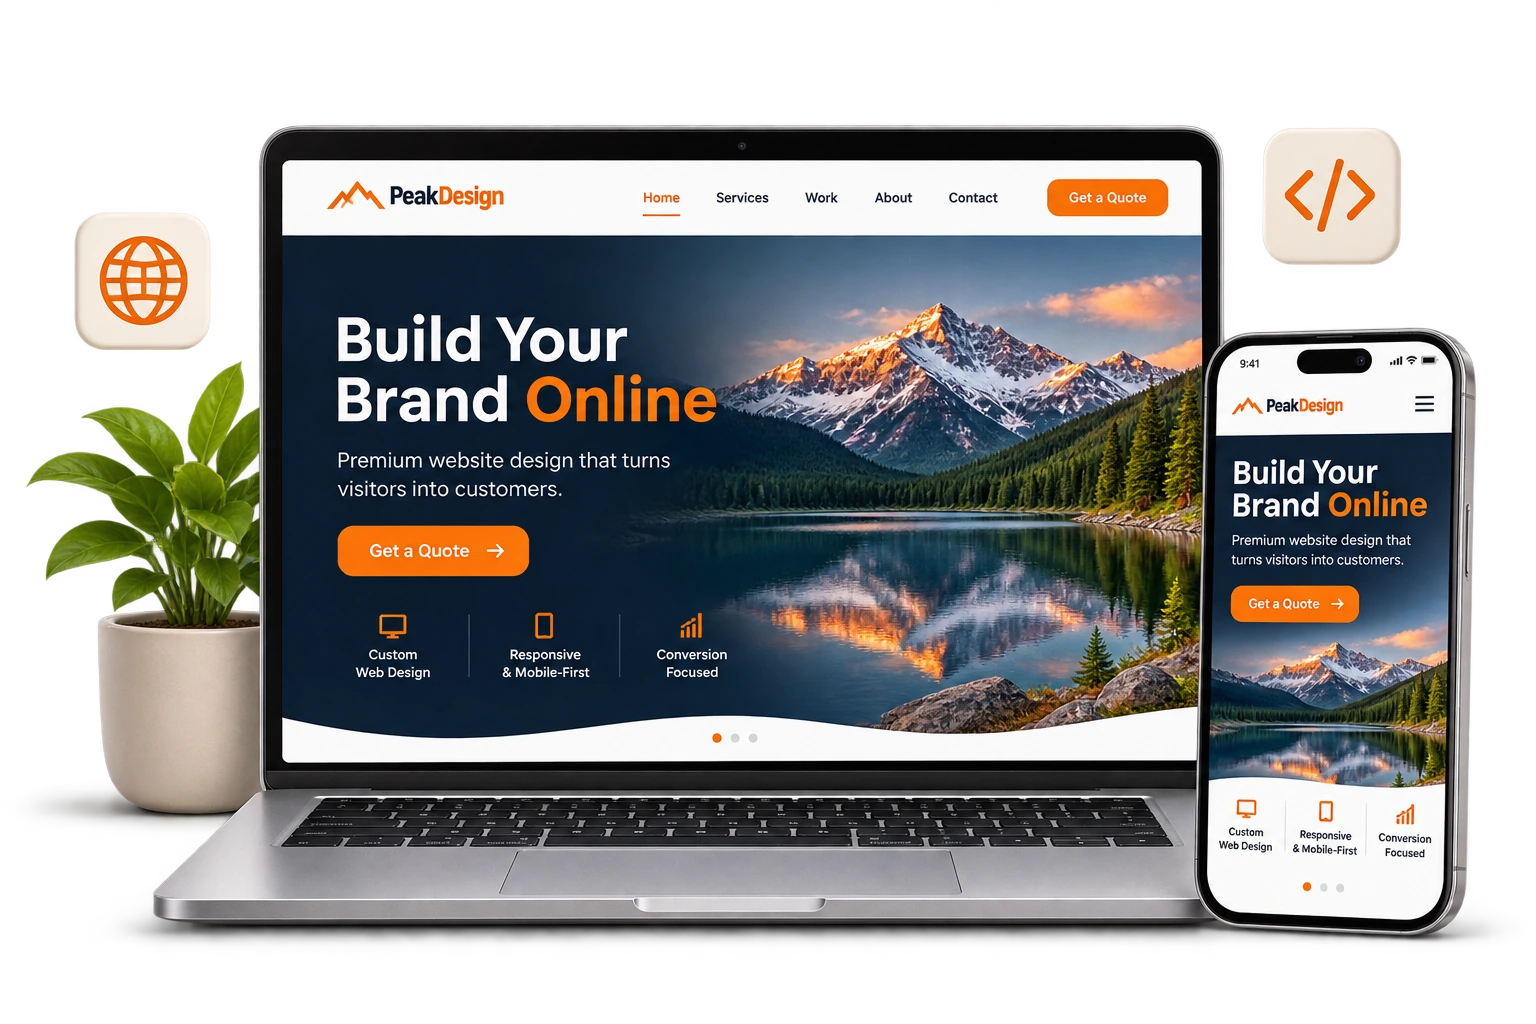 PeakDesign
Home Services Work About Contact Get a Quote
Build Your
Brand Online
Premium website design that turns
visitors into customers.
Get a Quote →
Custom
Web Design
Responsive
& Mobile-First
Conversion
Focused
9:41
PeakDesign
Build Your
Brand Online
Premium website design that
turns visitors into customers.
Get a Quote →
Custom
Web Design
Responsive
& Mobile-First
Conversion
Focused